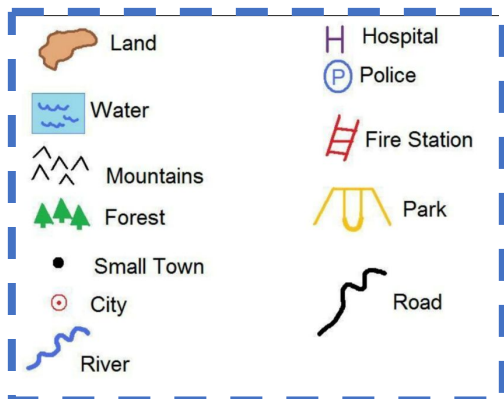 Land
Water
Mountains
Forest
Small Town
City
River
H Hospital
P Police
Fire Station
Park
Road